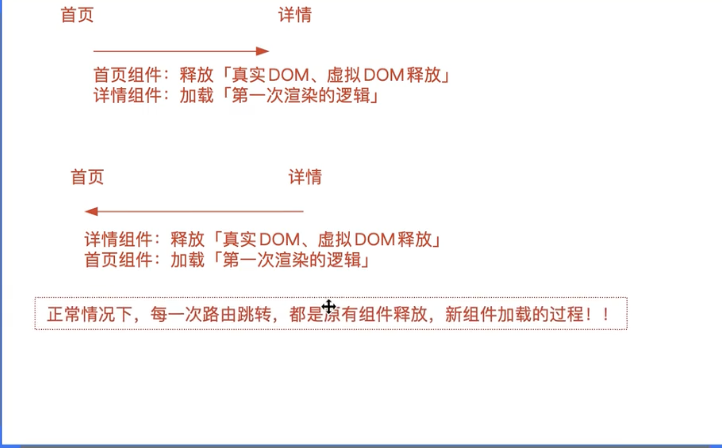 首页 详情
首页组件：释放「真实DOM、虚拟DOM释放」
详情组件：加载「第一次渲染的逻辑」
首页 详情
详情组件：释放「真实DOM、虚拟DOM释放」
首页组件：加载「第一次渲染的逻辑」
正常情况下，每一次路由跳转，都是原有组件释放，新组件加载的过程！！